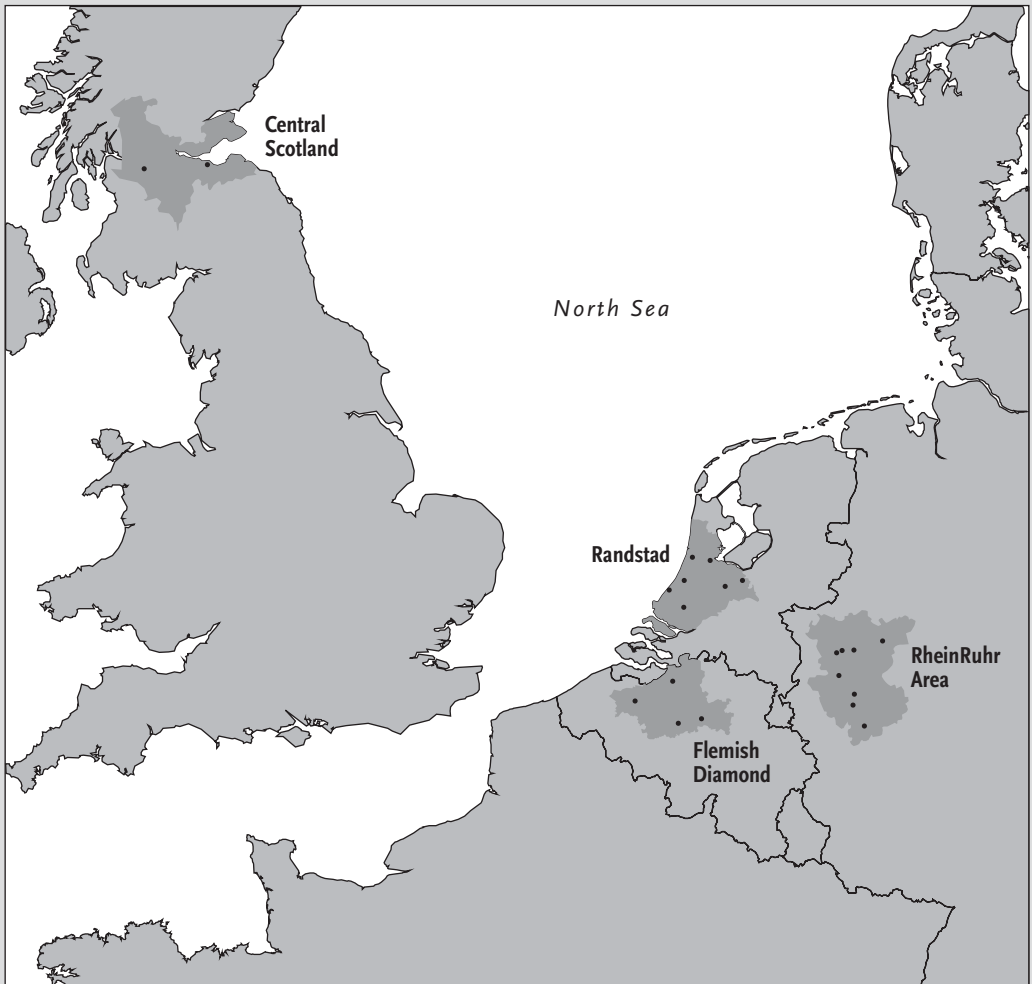 Central
Scotland
North Sea
Randstad
RheinRuhr
Area
Flemish
Diamond